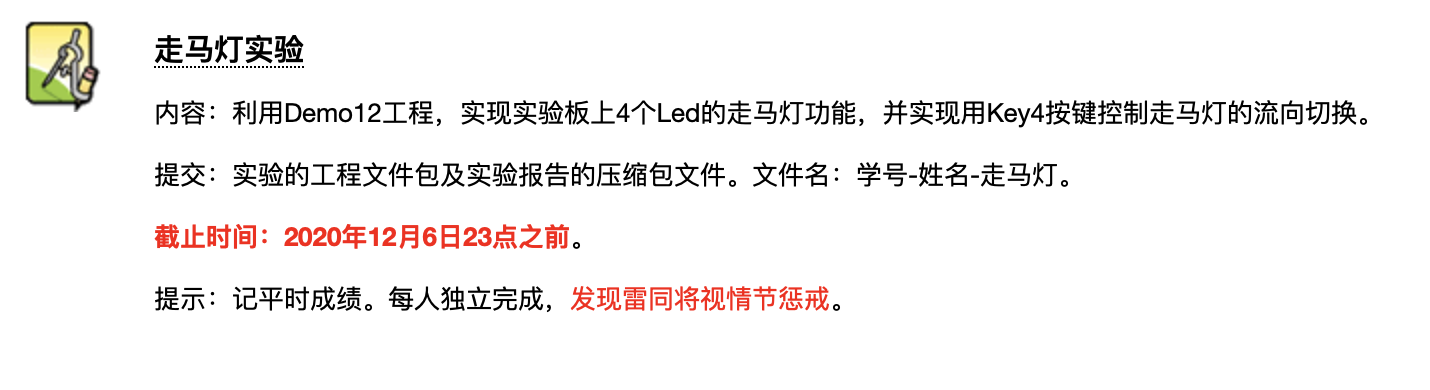 走马灯实验
内容：利用Demo12工程，实现实验板上4个Led的走马灯功能，并实现用Key4按键控制走马灯的流向切换。
提交：实验的工程文件包及实验报告的压缩包文件。文件名：学号-姓名-走马灯。
截止时间：2020年12月6日23点之前。
提示：记平时成绩。每人独立完成，发现雷同将视情节惩戒。